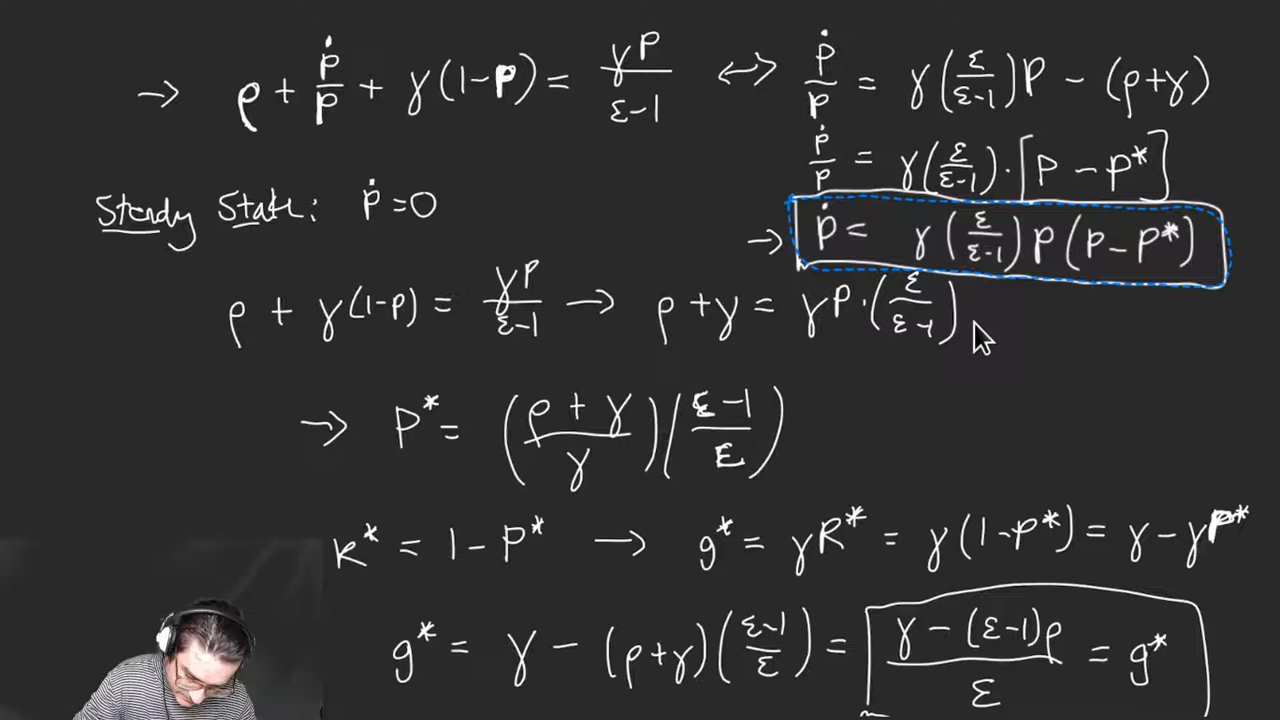 → ρ + ṗ/p + γ(1-p) = γP/(ε-1) ↔ ṗ/p = γ(ε/(ε-1))P - (ρ+γ)
ṗ/p = γ(ε/(ε-1))·[P - P*]
→ ṗ = γ(ε/(ε-1))P(P - P*)
Steady State: ṗ = 0
ρ + γ(1-p) = γP/(ε-1) → ρ + γ = γP·(ε/(ε-1))
→ P* = ((ρ + γ)/γ)((ε-1)/ε)
R* = 1 - P* → g* = γR* = γ(1-P*) = γ - γP*
g* = γ - (ρ+γ)((ε-1)/ε) = (γ - (ε-1)ρ)/ε = g*